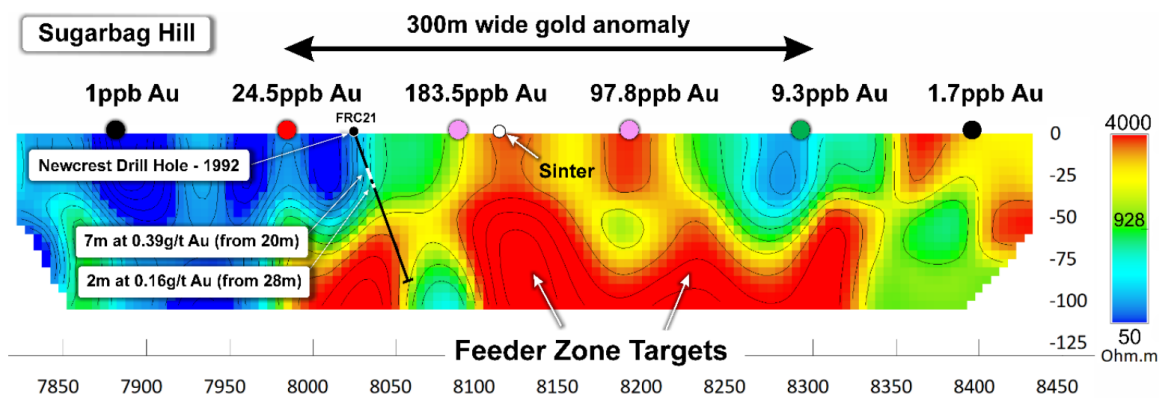 Sugarbag Hill
300m wide gold anomaly
1ppb Au
24.5ppb Au
183.5ppb Au
97.8ppb Au
9.3ppb Au
1.7ppb Au
FRC21
Newcrest Drill Hole - 1992
Sinter
7m at 0.39g/t Au (from 20m)
2m at 0.16g/t Au (from 28m)
Feeder Zone Targets
0
-25
-50
-75
-100
-125
4000
928
50
Ohm.m
7850
7900
7950
8000
8050
8100
8150
8200
8250
8300
8350
8400
8450